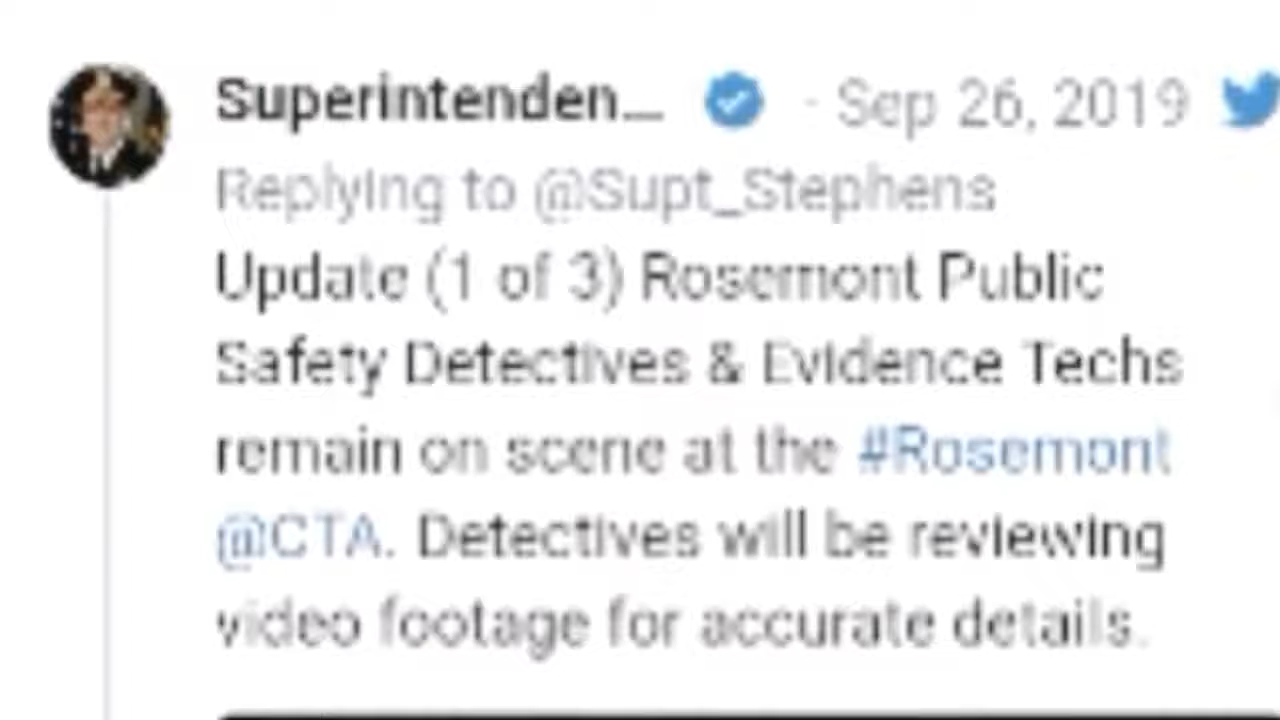 Superintenden... · Sep 26, 2019
Replying to @Supt_Stephens
Update (1 of 3) Rosemont Public
Safety Detectives & Evidence Techs
remain on scene at the #Rosemont
@CTA. Detectives will be reviewing
video footage for accurate details.